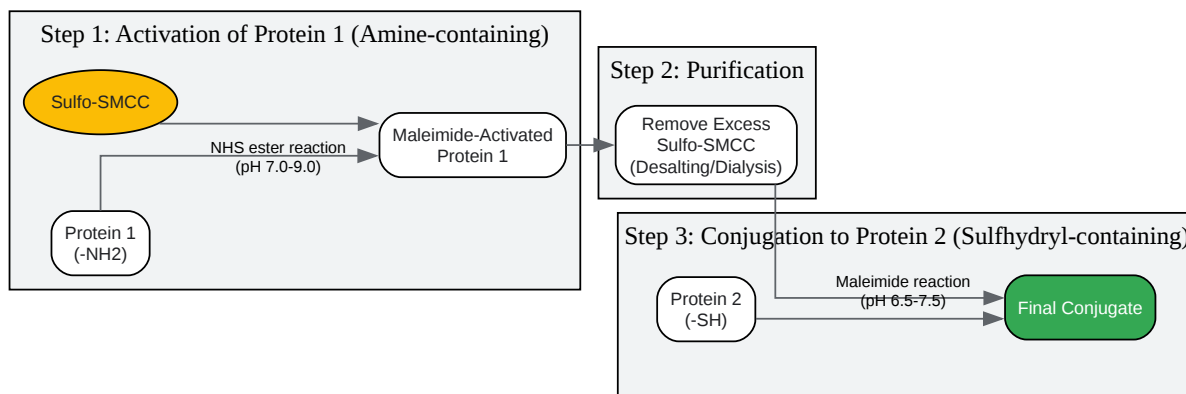 Step 1: Activation of Protein 1 (Amine-containing)
Sulfo-SMCC
NHS ester reaction
(pH 7.0-9.0)
Protein 1
(-NH2)
Maleimide-Activated
Protein 1
Step 2: Purification
Remove Excess
Sulfo-SMCC
(Desalting/Dialysis)
Step 3: Conjugation to Protein 2 (Sulfhydryl-containing)
Protein 2
(-SH)
Maleimide reaction
(pH 6.5-7.5)
Final Conjugate